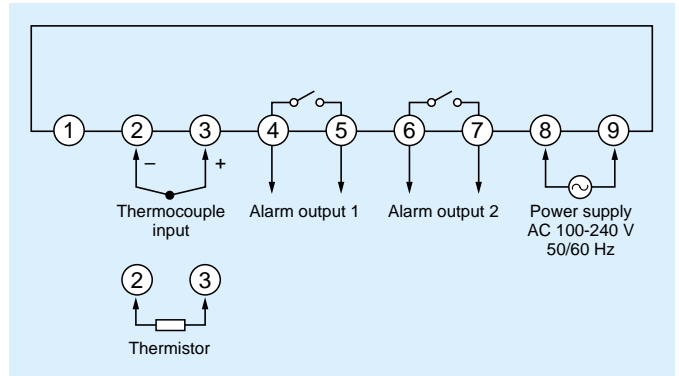 1 2 3 4 5 6 7 8 9
− +
Thermocouple
input
Alarm output 1
Alarm output 2
Power supply
AC 100-240 V
50/60 Hz
2 3
Thermistor